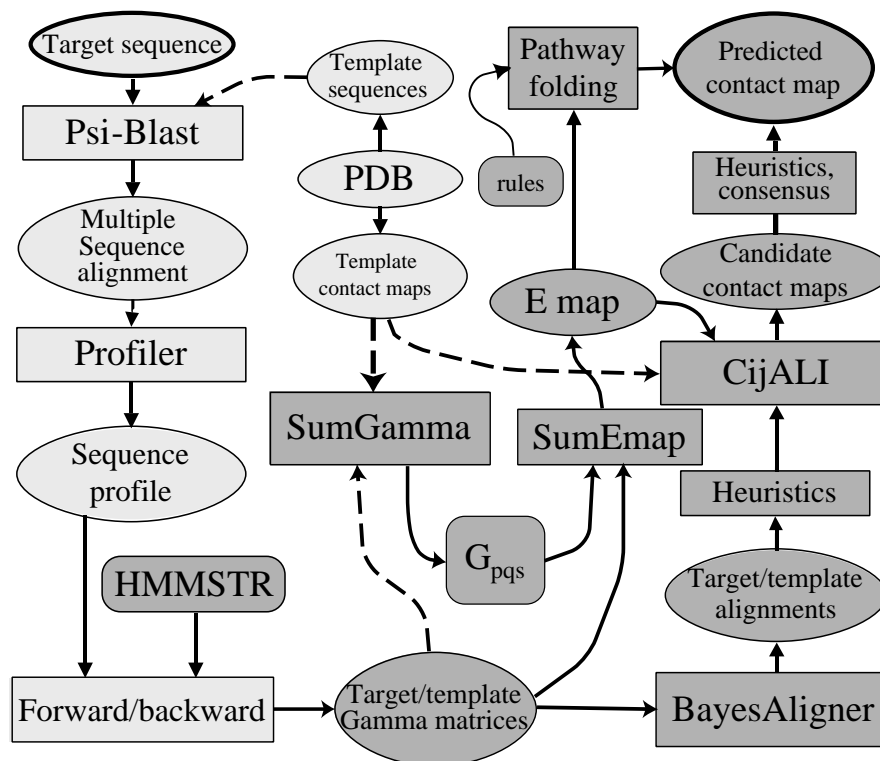 Target sequence
Psi-Blast
Multiple
Sequence
alignment
Profiler
Sequence
profile
HMMSTR
Forward/backward
Template
sequences
PDB
Template
contact maps
SumGamma
G_pqs
Target/template
Gamma matrices
Pathway
folding
rules
E map
SumEmap
Predicted
contact map
Heuristics,
consensus
Candidate
contact maps
CijALI
Heuristics
Target/template
alignments
BayesAligner